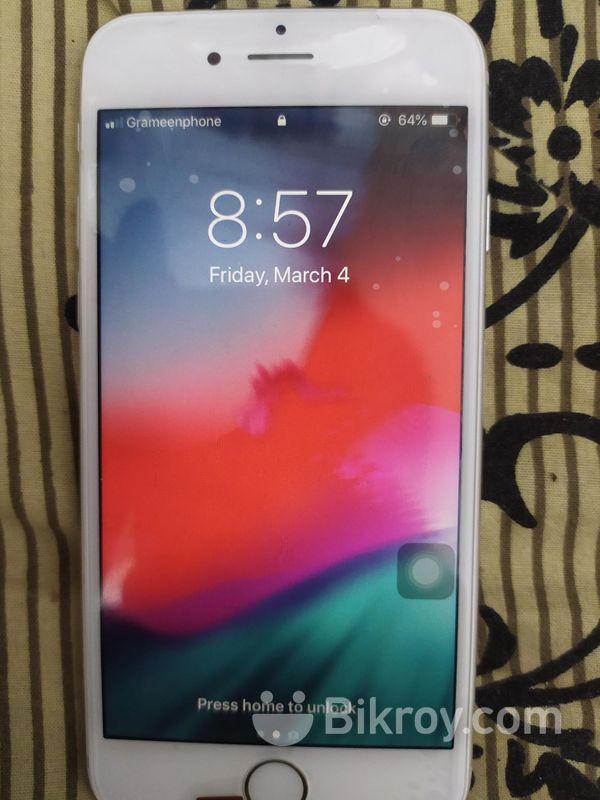 Grameenphone 64%
8:57
Friday, March 4
Press home to unlock
Bikroy.com